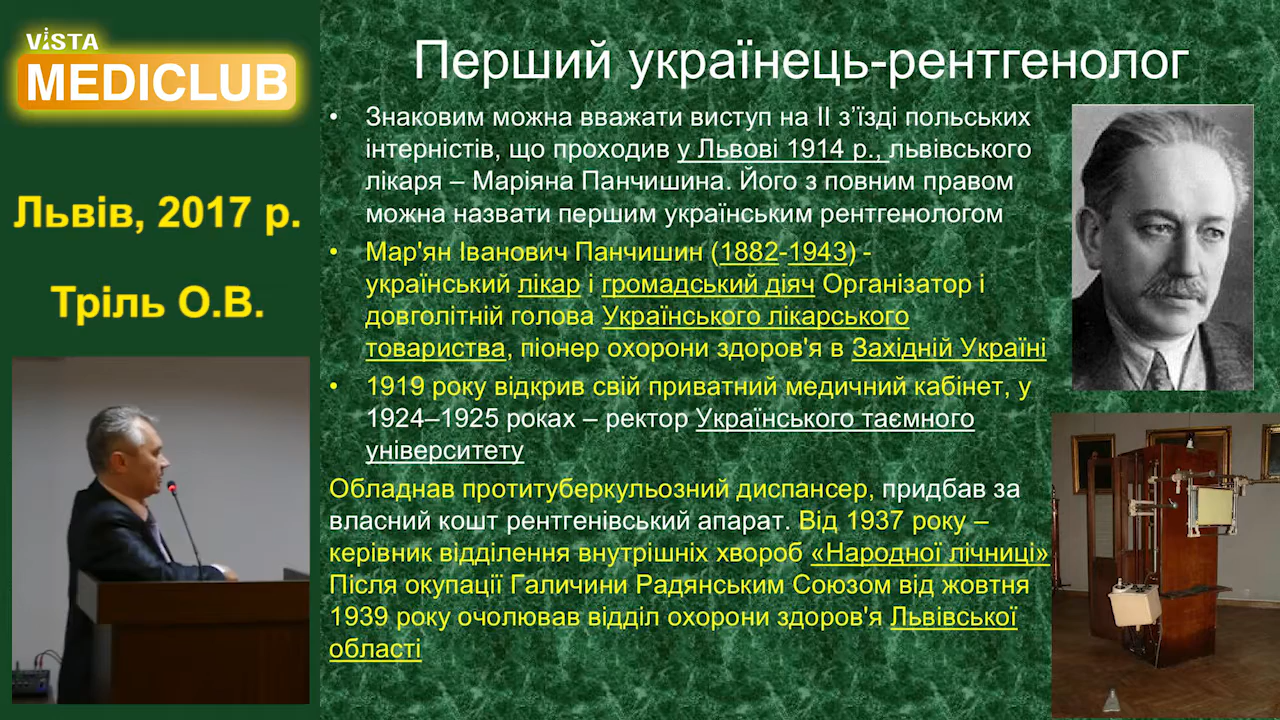 VISTA
MEDICLUB
Львів, 2017 р.
Тріль О.В.
Перший українець-рентгенолог
• Знаковим можна вважати виступ на II з’їзді польських
інтерністів, що проходив у Львові 1914 р., львівського
лікаря – Маріяна Панчишина. Його з повним правом
можна назвати першим українським рентгенологом
• Мар'ян Іванович Панчишин (1882-1943) -
український лікар і громадський діяч Організатор і
довголітній голова Українського лікарського
товариства, піонер охорони здоров'я в Західній Україні
• 1919 року відкрив свій приватний медичний кабінет, у
1924–1925 роках – ректор Українського таємного
університету
Обладнав протитуберкульозний диспансер, придбав за
власний кошт рентгенівський апарат. Від 1937 року –
керівник відділення внутрішніх хвороб «Народної лічниці»
Після окупації Галичини Радянським Союзом від жовтня
1939 року очолював відділ охорони здоров'я Львівської
області